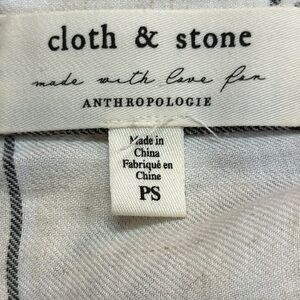 cloth & stone
made with love for
ANTHROPOLOGIE
Made in
China
Fabriqué en
Chine
PS